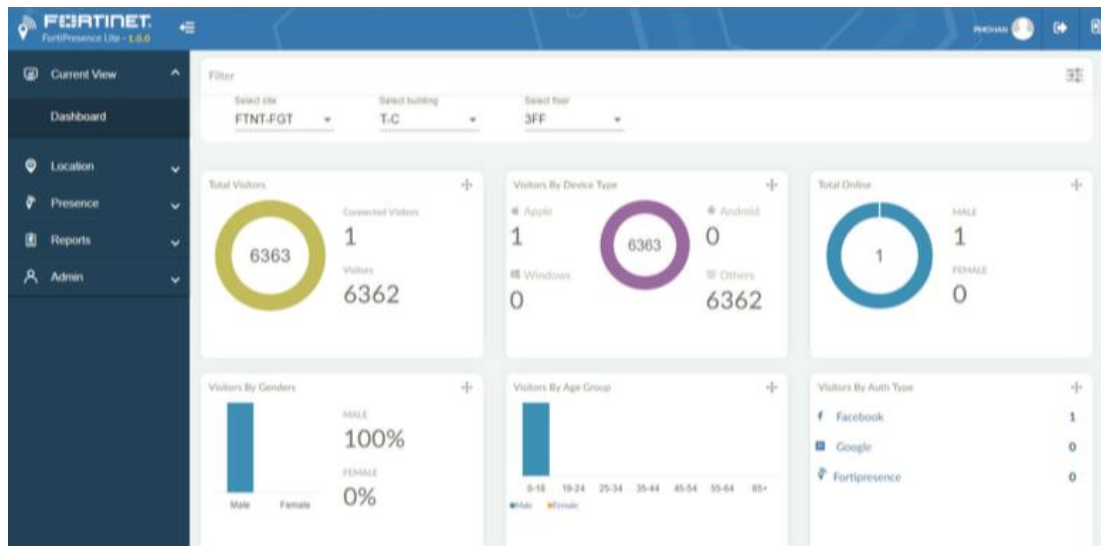 FORTINET
FortiPresence Lite - 1.0.0
Current View
Dashboard
Location
Presence
Reports
Admin
Filter
Select site
FTNT-FGT
Select building
T-C
Select floor
3FF
Total Visitors
6363
Connected Visitors
1
Visitors
6362
Visitors By Device Type
Apple
1
Windows
0
6363
Android
0
Others
6362
Total Online
1
MALE
1
FEMALE
0
Visitors By Genders
Male
Female
MALE
100%
FEMALE
0%
Visitors By Age Group
0-18 19-24 25-34 35-44 45-54 55-64 65+
Male Female
Visitors By Auth Type
Facebook 1
Google 0
Fortipresence 0